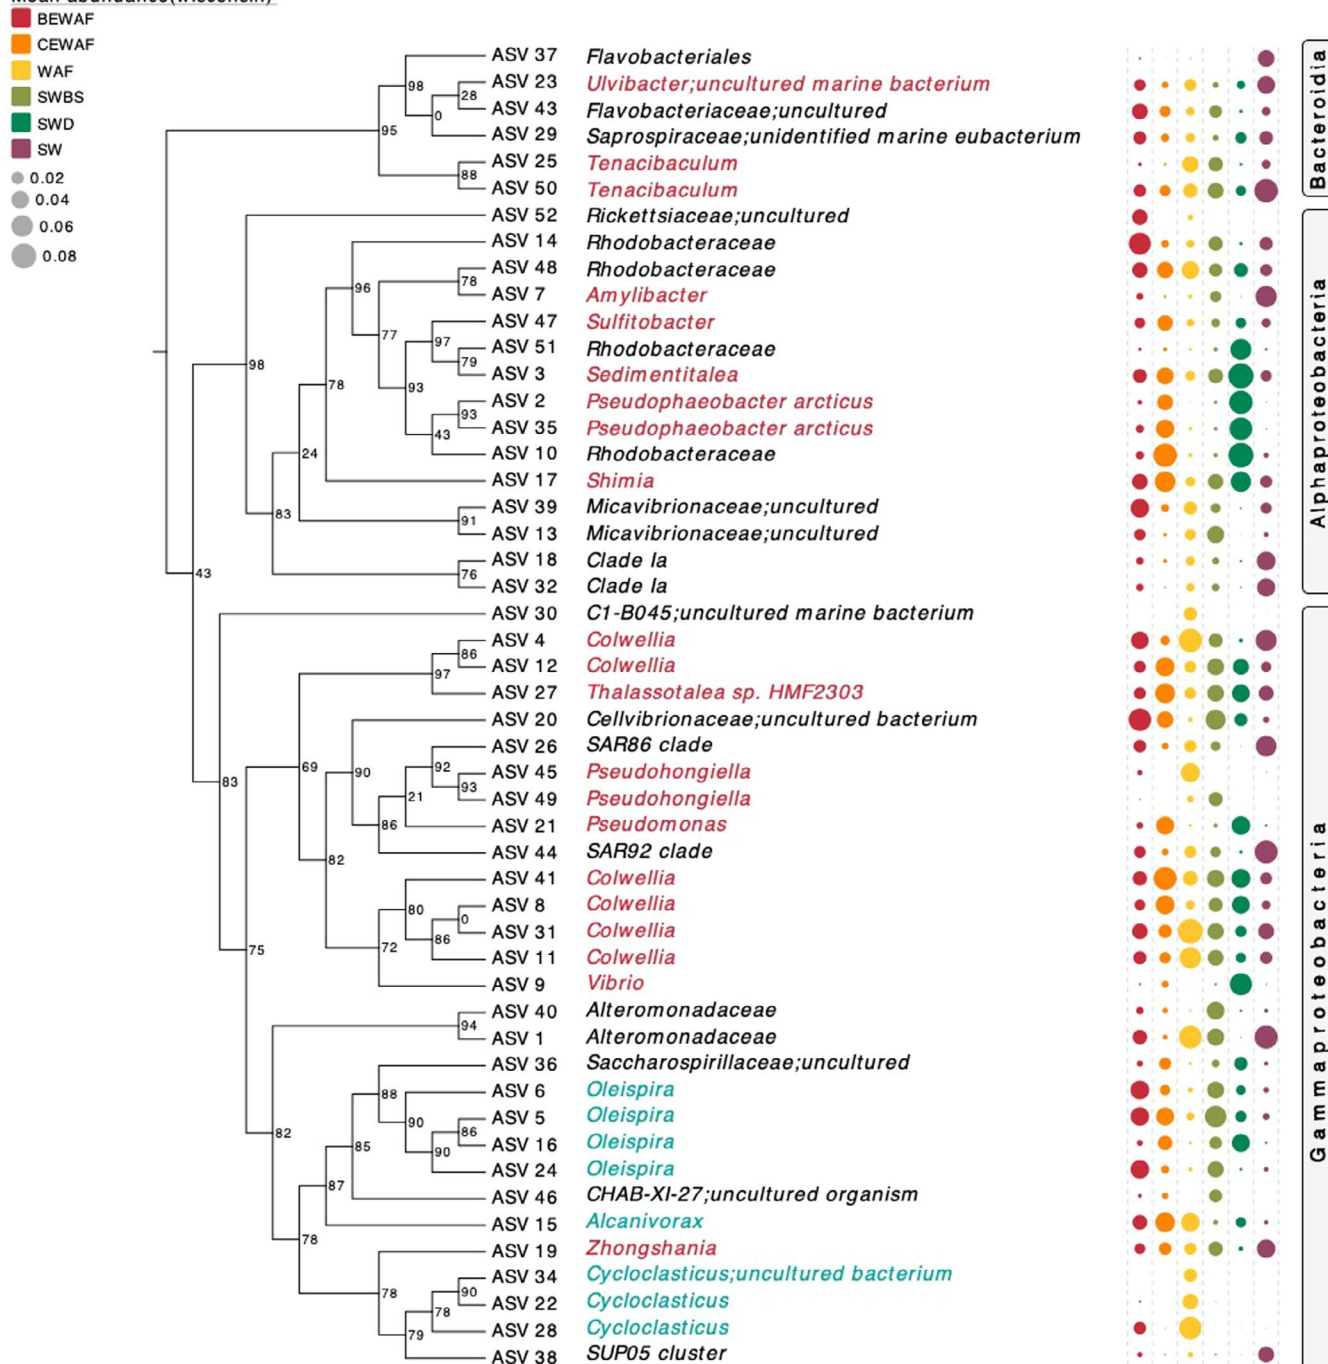 Mean abundance(wisconsin)
BEWAF
CEWAF
WAF
SWBS
SWD
SW
0.02
0.04
0.06
0.08
ASV 37 Flavobacteriales
98 ASV 23 Ulvibacter;uncultured marine bacterium
28
0 ASV 43 Flavobacteriaceae;uncultured
95 ASV 29 Saprospiraceae;unidentified marine eubacterium
ASV 25 Tenacibaculum
88
ASV 50 Tenacibaculum
ASV 52 Rickettsiaceae;uncultured
ASV 14 Rhodobacteraceae
96 ASV 48 Rhodobacteraceae
78
ASV 7 Amylibacter
77 ASV 47 Sulfitobacter
97 ASV 51 Rhodobacteraceae
98 79
78 93 ASV 3 Sedimentitalea
ASV 2 Pseudophaeobacter arcticus
93
43 ASV 35 Pseudophaeobacter arcticus
24 ASV 10 Rhodobacteraceae
ASV 17 Shimia
83 ASV 39 Micavibrionaceae;uncultured
91
ASV 13 Micavibrionaceae;uncultured
ASV 18 Clade Ia
43 76
ASV 32 Clade Ia
ASV 30 C1-B045;uncultured marine bacterium
ASV 4 Colwellia
86
97 ASV 12 Colwellia
ASV 27 Thalassotalea sp. HMF2303
ASV 20 Cellvibrionaceae;uncultured bacterium
ASV 26 SAR86 clade
69 90 92
83 ASV 45 Pseudohongiella
93
21 ASV 49 Pseudohongiella
86 ASV 21 Pseudomonas
82 ASV 44 SAR92 clade
ASV 41 Colwellia
80 ASV 8 Colwellia
0
86 ASV 31 Colwellia
75 72 ASV 11 Colwellia
ASV 9 Vibrio
ASV 40 Alteromonadaceae
94
ASV 1 Alteromonadaceae
ASV 36 Saccharospirillaceae;uncultured
88 ASV 6 Oleispira
90 ASV 5 Oleispira
82 86
85 90 ASV 16 Oleispira
ASV 24 Oleispira
87 ASV 46 CHAB-XI-27;uncultured organism
ASV 15 Alcanivorax
78 ASV 19 Zhongshania
ASV 34 Cycloclasticus;uncultured bacterium
78 90
78 ASV 22 Cycloclasticus
79 ASV 28 Cycloclasticus
ASV 38 SUP05 cluster
Bacteroidia
Alphaproteobacteria
Gammaproteobacteria